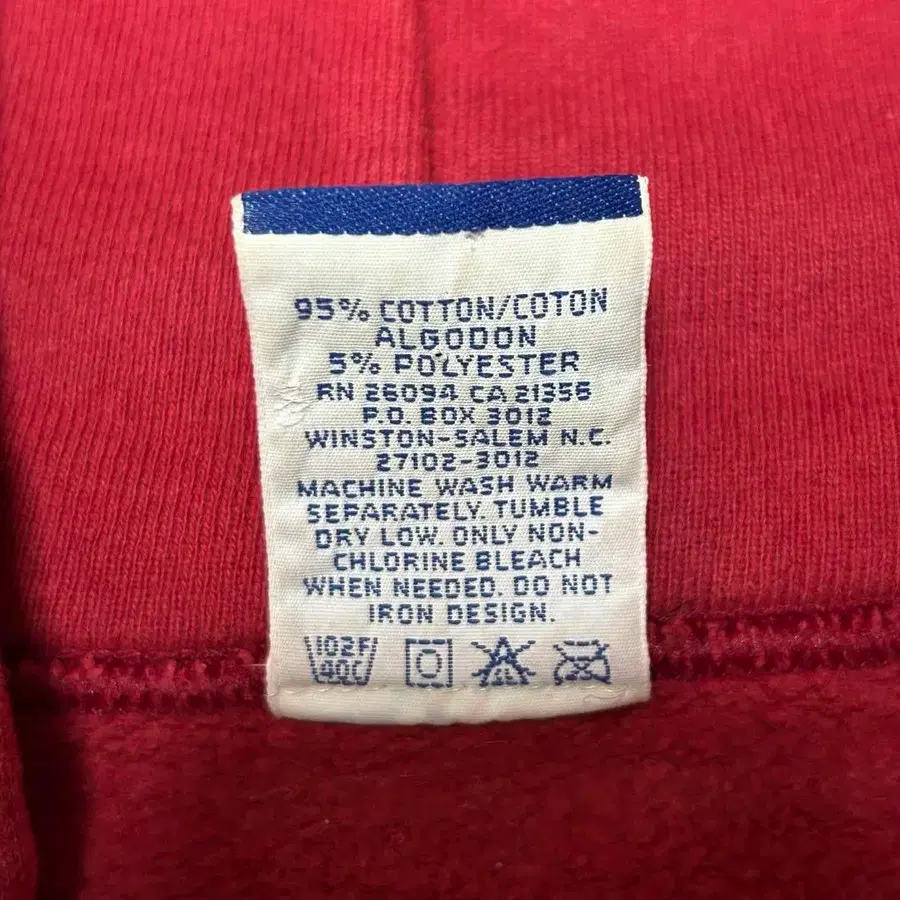 95% COTTON/COTON
ALGODON
5% POLYESTER
RN 26094 CA 21356
P.O. BOX 3012
WINSTON-SALEM N.C.
27102-3012
MACHINE WASH WARM
SEPARATELY. TUMBLE
DRY LOW. ONLY NON-
CHLORINE BLEACH
WHEN NEEDED. DO NOT
IRON DESIGN.
102F
40C